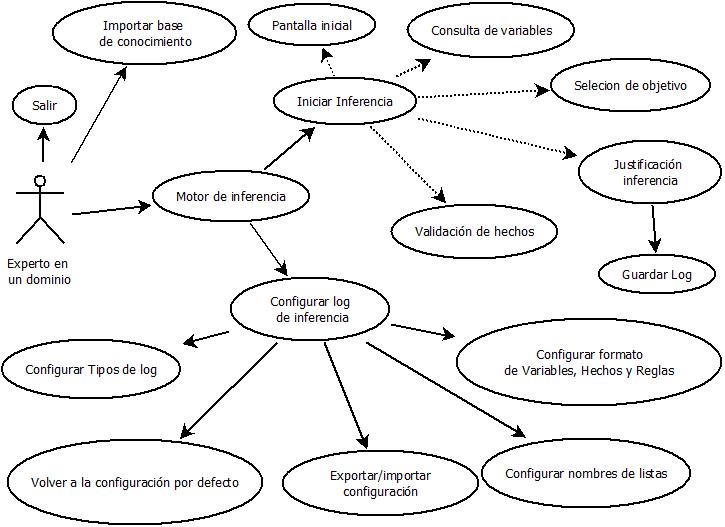 Importar base
de conocimiento
Pantalla inicial
Consulta de variables
Salir
Iniciar Inferencia
Selecion de objetivo
Justificación
inferencia
Motor de inferencia
Validación de hechos
Experto en
un dominio
Guardar Log
Configurar log
de inferencia
Configurar Tipos de log
Configurar formato
de Variables, Hechos y Reglas
Volver a la configuración por defecto
Exportar/importar
configuración
Configurar nombres de listas